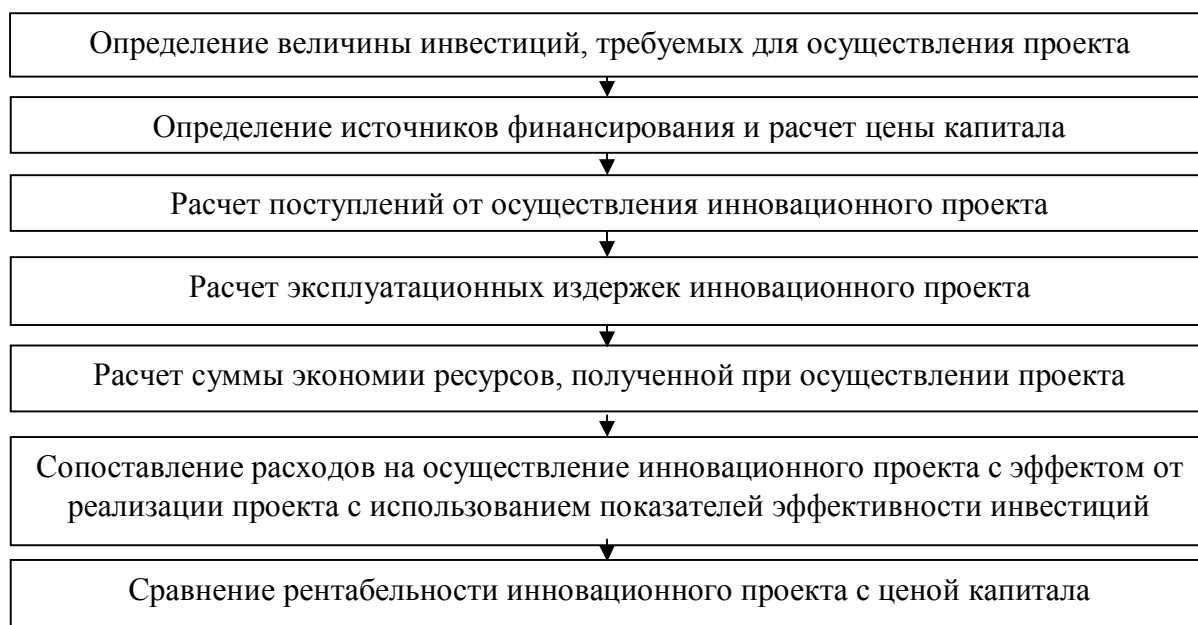 Определение величины инвестиций, требуемых для осуществления проекта
Определение источников финансирования и расчет цены капитала
Расчет поступлений от осуществления инновационного проекта
Расчет эксплуатационных издержек инновационного проекта
Расчет суммы экономии ресурсов, полученной при осуществлении проекта
Сопоставление расходов на осуществление инновационного проекта с эффектом от
реализации проекта с использованием показателей эффективности инвестиций
Сравнение рентабельности инновационного проекта с ценой капитала